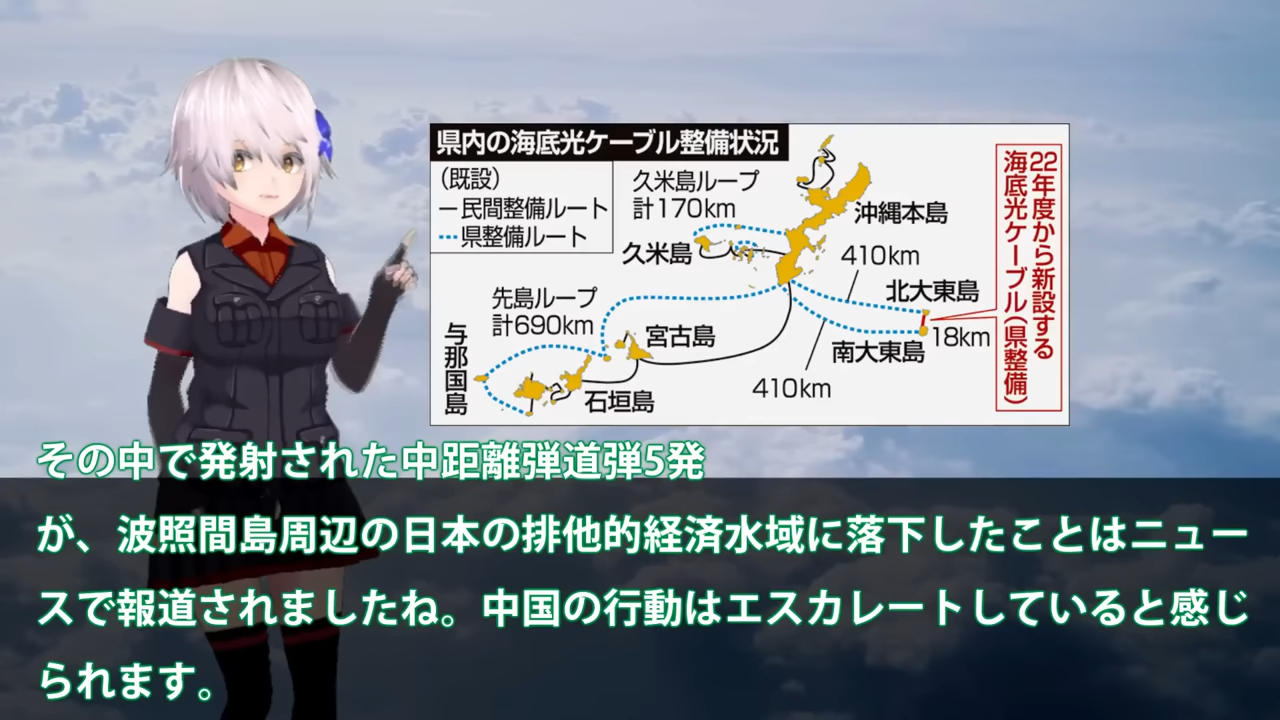 県内の海底光ケーブル整備状況
(既設)
━民間整備ルート
┅県整備ルート
久米島ループ
計170km
久米島
沖縄本島
410km
北大東島
18km
南大東島
410km
先島ループ
計690km
宮古島
石垣島
与那国島
22年度から新設する
海底光ケーブル(県整備)
その中で発射された中距離弾道弾5発
が、波照間島周辺の日本の排他的経済水域に落下したことはニュー
スで報道されましたね。中国の行動はエスカレートしていると感じ
られます。